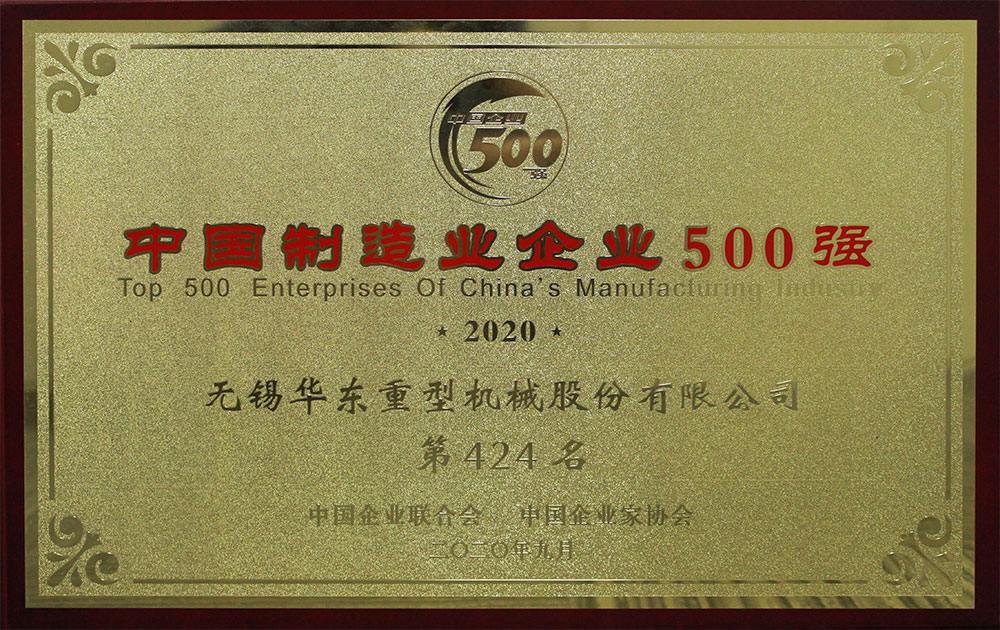 中国企业
500
强
中国制造业企业500强
Top 500 Enterprises Of China's Manufacturing Industry
★ 2020 ★
无锡华东重型机械股份有限公司
第424名
中国企业联合会 中国企业家协会
二〇二〇年九月